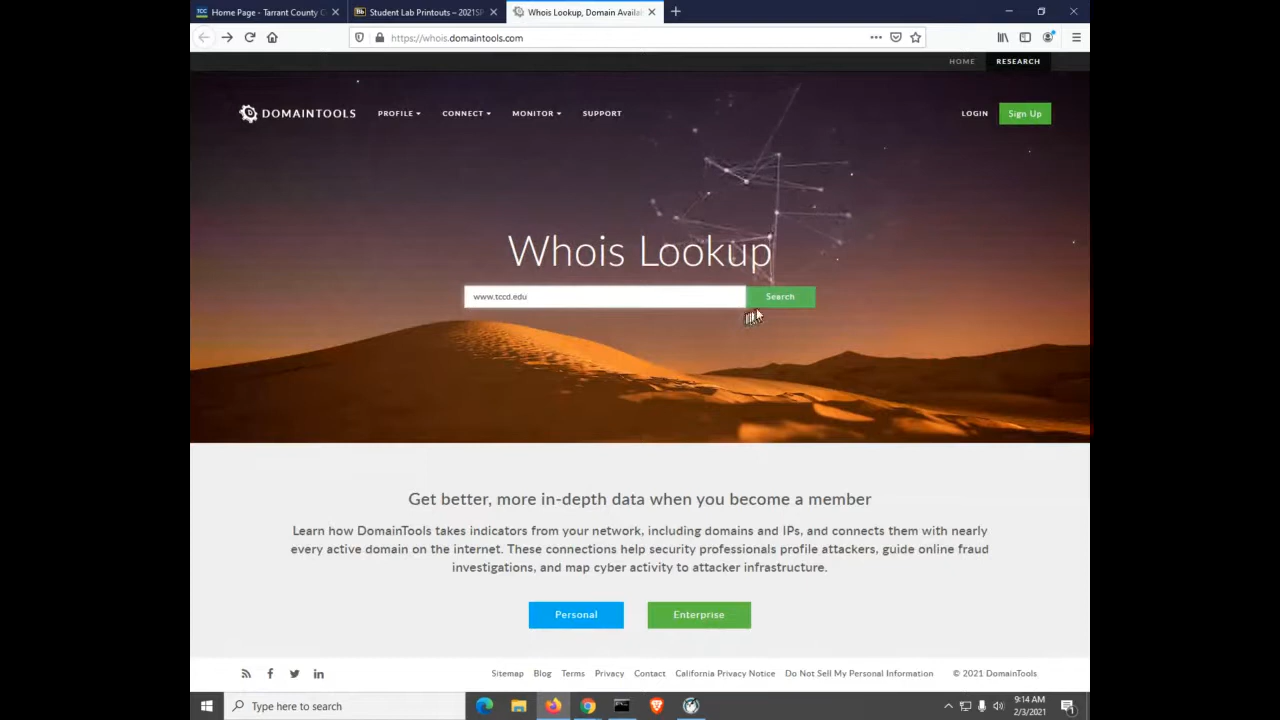 TCC Home Page - Tarrant County C
Bb Student Lab Printouts – 2021SP
Whois Lookup, Domain Availab
https://whois.domaintools.com
HOME RESEARCH
DOMAINTOOLS PROFILE CONNECT MONITOR SUPPORT LOGIN Sign Up
Whois Lookup
www.tccd.edu Search
Get better, more in-depth data when you become a member
Learn how DomainTools takes indicators from your network, including domains and IPs, and connects them with nearly
every active domain on the internet. These connections help security professionals profile attackers, guide online fraud
investigations, and map cyber activity to attacker infrastructure.
Personal Enterprise
Sitemap Blog Terms Privacy Contact California Privacy Notice Do Not Sell My Personal Information © 2021 DomainTools
Type here to search
9:14 AM
2/3/2021
1